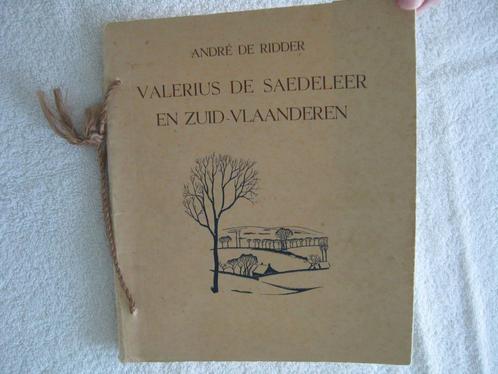 ANDRÉ DE RIDDER
VALERIUS DE SAEDELEER
EN ZUID-VLAANDEREN